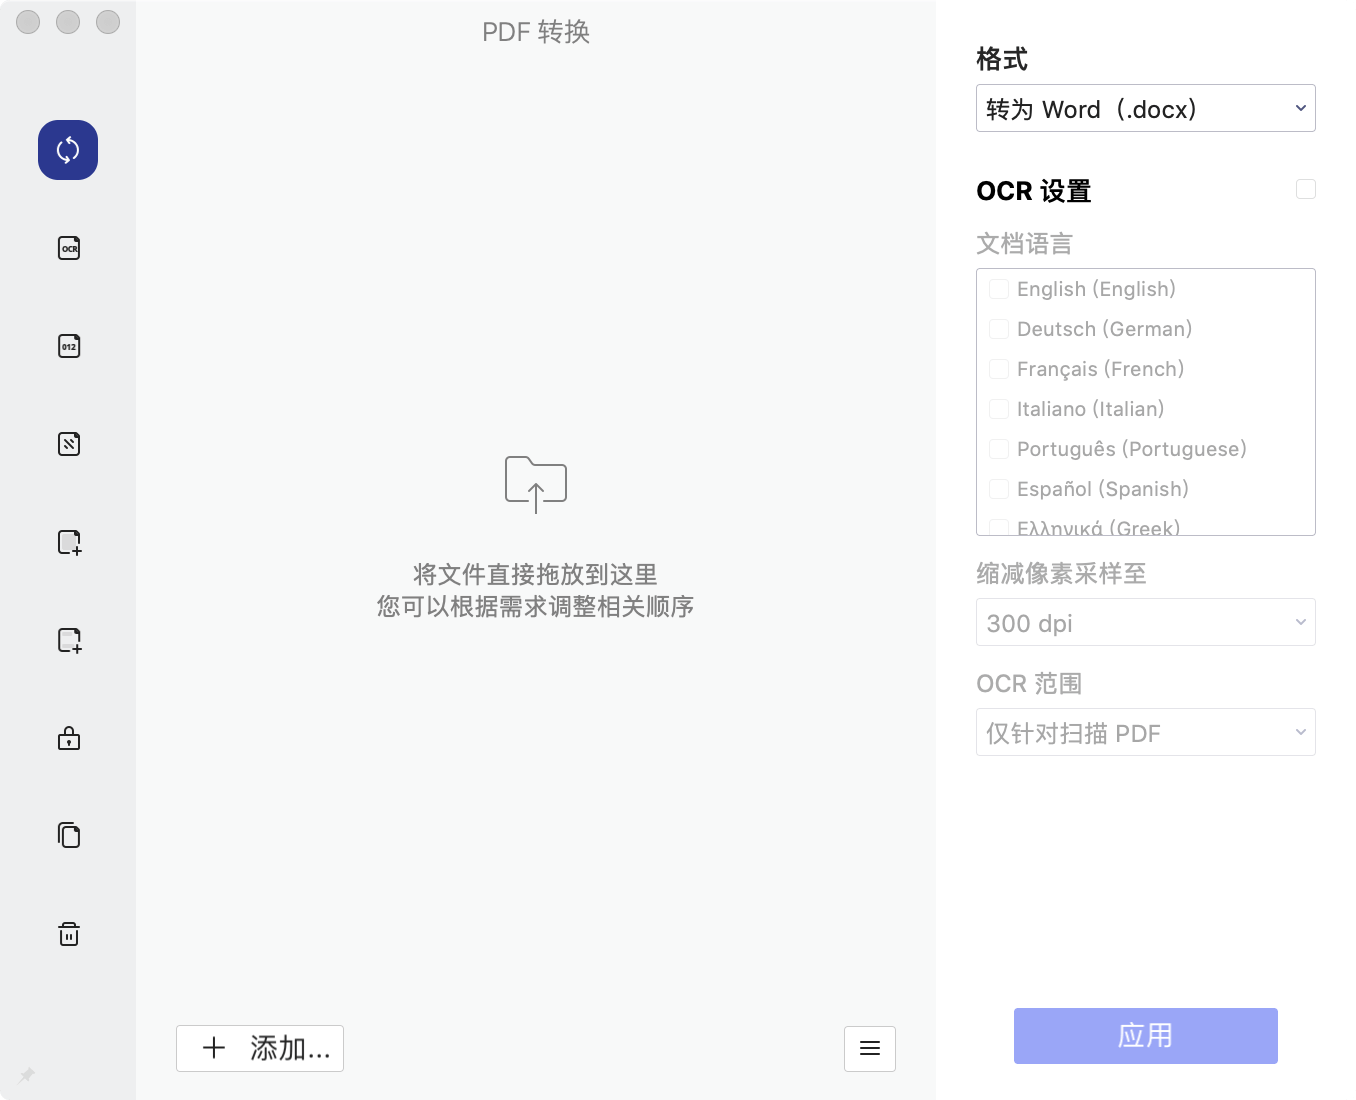 PDF 转换
格式
转为 Word（.docx）
OCR 设置
文档语言
English (English)
Deutsch (German)
Français (French)
Italiano (Italian)
Português (Portuguese)
Español (Spanish)
Ελληνικά (Greek)
缩减像素采样至
300 dpi
OCR 范围
仅针对扫描 PDF
应用
OCR
012
将文件直接拖放到这里
您可以根据需求调整相关顺序
添加...